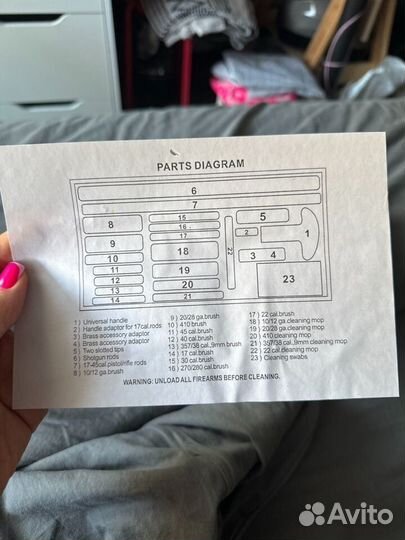 PARTS DIAGRAM
6
7
8
15
16
17
5
9
18
22
2
1
10
11
19
3 4
12
13
20
23
14
21
1) Universal handle
2) Handle adaptor for 17cal.rods
3) Brass accessory adaptor
4) Brass accessory adaptor
5) Two slotted tips
6) Shotgun rods
7) 17-45cal.pistol/rifle rods
8) 10/12 ga.brush
9) 20/28 ga.brush
10) 410 brush
11) 45 cal.brush
12) 40 cal.brush
13) 357/38 cal.,9mm brush
14) 17 cal.brush
15) 30 cal.brush
16) 270/280 cal.brush
17) 22 cal.brush
18) 10/12 ga.cleaning mop
19) 20/28 ga.cleaning mop
20) 410 cleaning mop
21) 357/38 cal.,9mm cleaning mop
22) 22 cal.cleaning mop
23) Cleaning swabs
WARNING: UNLOAD ALL FIREARMS BEFORE CLEANING.
Avito